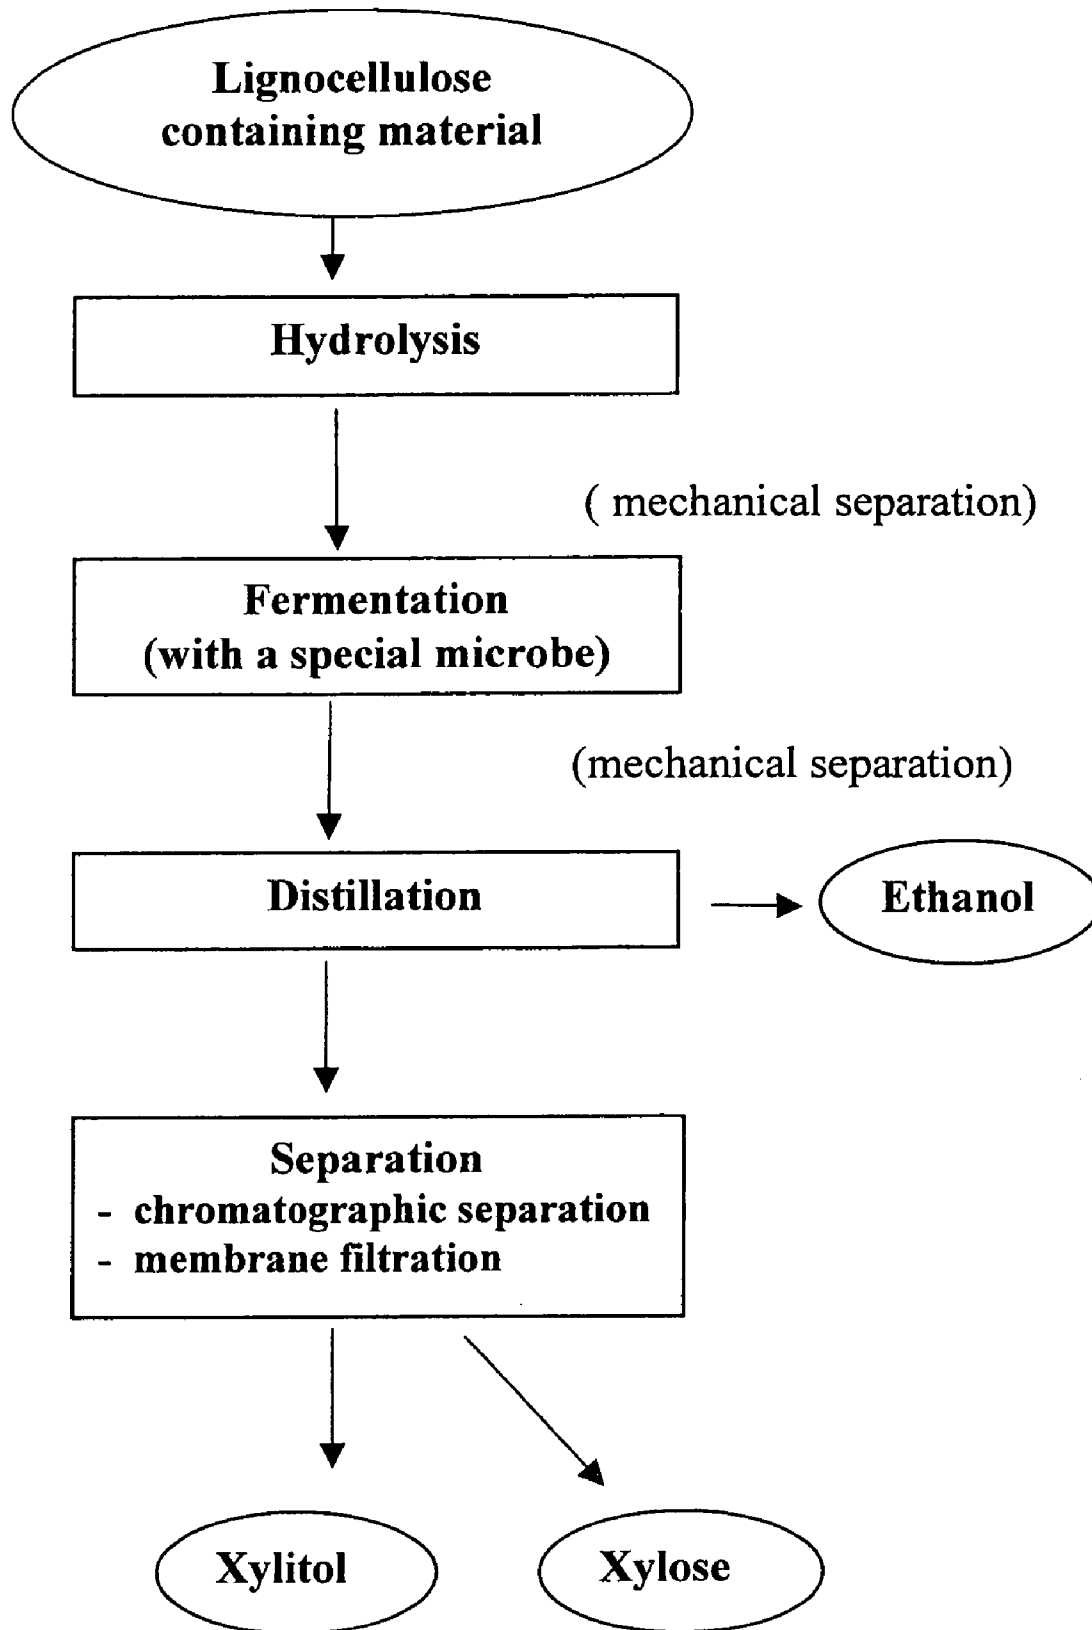 Lignocellulose
containing material
Hydrolysis
( mechanical separation)
Fermentation
(with a special microbe)
(mechanical separation)
Distillation
Ethanol
Separation
- chromatographic separation
- membrane filtration
Xylitol
Xylose